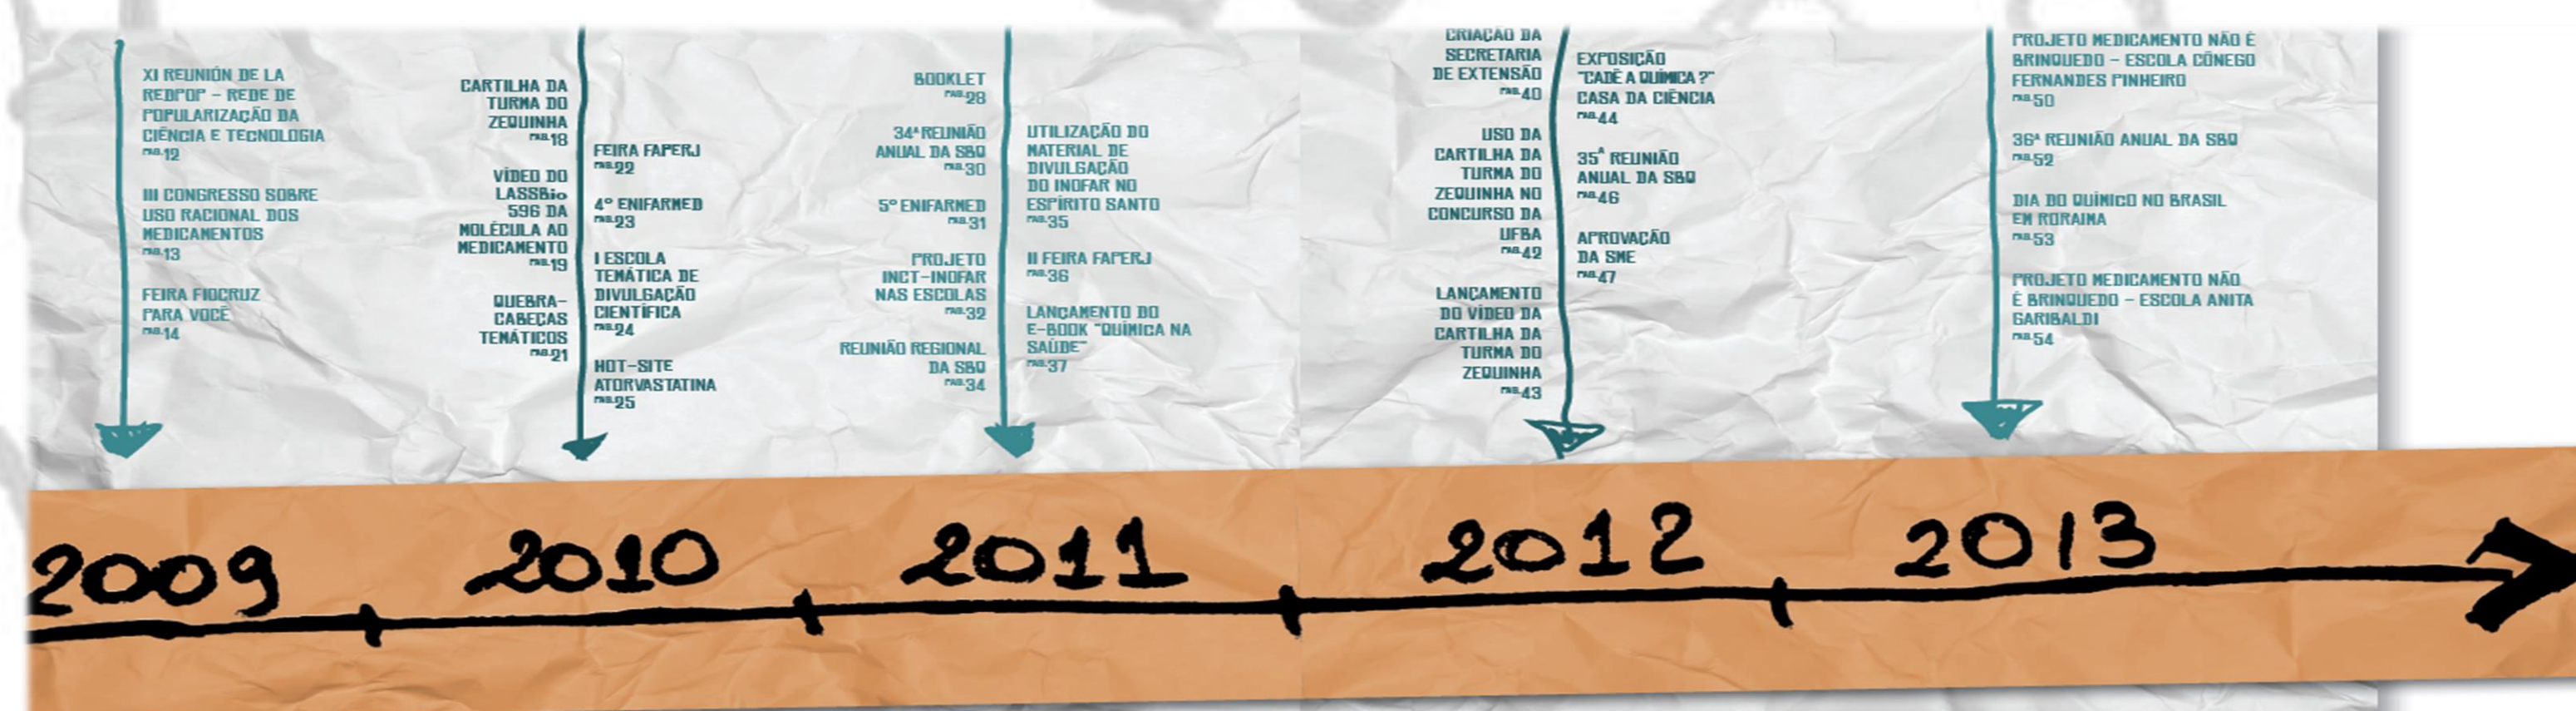 XI REUNIÓN DE LA
REDPOP – REDE DE
POPULARIZAÇÃO DA
CIÊNCIA E TECNOLOGIA
PAG.12
III CONGRESSO SOBRE
USO RACIONAL DOS
MEDICAMENTOS
PAG.13
FEIRA FIOCRUZ
PARA VOCÊ
PAG.14
CARTILHA DA
TURMA DO
ZEQUINHA
PAG.18
VÍDEO DO
LASSBio
596 DA
MOLÉCULA AO
MEDICAMENTO
PAG.19
QUEBRA-
CABEÇAS
TEMÁTICOS
PAG.21
FEIRA FAPERJ
PAG.22
4º ENIFARMED
PAG.23
I ESCOLA
TEMÁTICA DE
DIVULGAÇÃO
CIENTÍFICA
PAG.24
HOT-SITE
ATORVASTATINA
PAG.25
BOOKLET
PAG.28
34ª REUNIÃO
ANUAL DA SBQ
PAG.30
5º ENIFARMED
PAG.31
PROJETO
INCT-INOFAR
NAS ESCOLAS
PAG.32
REUNIÃO REGIONAL
DA SBQ
PAG.34
UTILIZAÇÃO DO
MATERIAL DE
DIVULGAÇÃO
DO INOFAR NO
ESPÍRITO SANTO
PAG.35
II FEIRA FAPERJ
PAG.36
LANÇAMENTO DO
E-BOOK "QUÍMICA NA
SAÚDE"
PAG.37
CRIAÇÃO DA
SECRETARIA
DE EXTENSÃO
PAG.40
USO DA
CARTILHA DA
TURMA DO
ZEQUINHA NO
CONCURSO DA
UFBA
PAG.42
LANÇAMENTO
DO VÍDEO DA
CARTILHA DA
TURMA DO
ZEQUINHA
PAG.43
EXPOSIÇÃO
"CADÊ A QUÍMICA ?"
CASA DA CIÊNCIA
PAG.44
35ª REUNIÃO
ANUAL DA SBQ
PAG.46
APROVAÇÃO
DA SME
PAG.47
PROJETO MEDICAMENTO NÃO É
BRINQUEDO – ESCOLA CÔNEGO
FERNANDES PINHEIRO
PAG.50
36ª REUNIÃO ANUAL DA SBQ
PAG.52
DIA DO QUÍMICO NO BRASIL
EM RORAIMA
PAG.53
PROJETO MEDICAMENTO NÃO
É BRINQUEDO – ESCOLA ANITA
GARIBALDI
PAG.54
2009
2010
2011
2012
2013